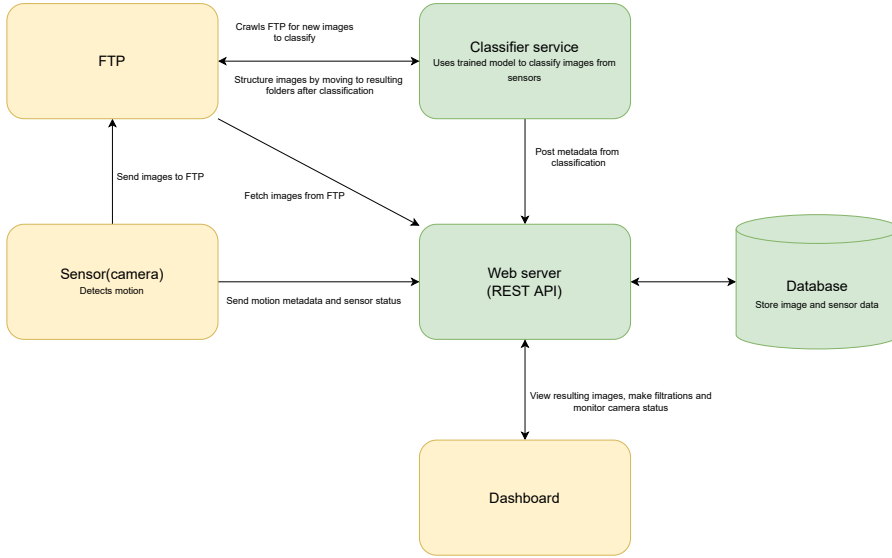 Crawls FTP for new images
to classify
FTP
Classifier service
Uses trained model to classify images from
sensors
Structure images by moving to resulting
folders after classification
Post metadata from
classification
Send images to FTP
Fetch images from FTP
Sensor(camera)
Detects motion
Web server
(REST API)
Database
Store image and sensor data
Send motion metadata and sensor status
View resulting images, make filtrations and
monitor camera status
Dashboard